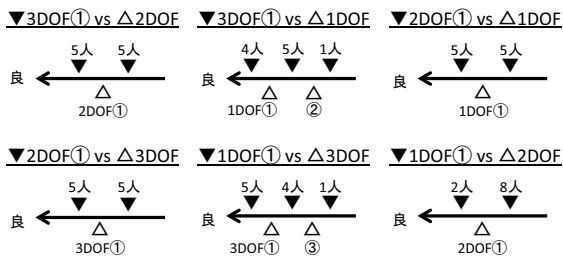 ▼3DOF① vs △2DOF
5人 5人
▼ ▼
良
△
2DOF①
▼3DOF① vs △1DOF
4人 5人 1人
▼ ▼ ▼
良
△ △
1DOF① ②
▼2DOF① vs △1DOF
5人 5人
▼ ▼
良
△
1DOF①
▼2DOF① vs △3DOF
5人 5人
▼ ▼
良
△
3DOF①
▼1DOF① vs △3DOF
5人 4人 1人
▼ ▼ ▼
良
△ △
3DOF① ③
▼1DOF① vs △2DOF
2人 8人
▼ ▼
良
△
2DOF①